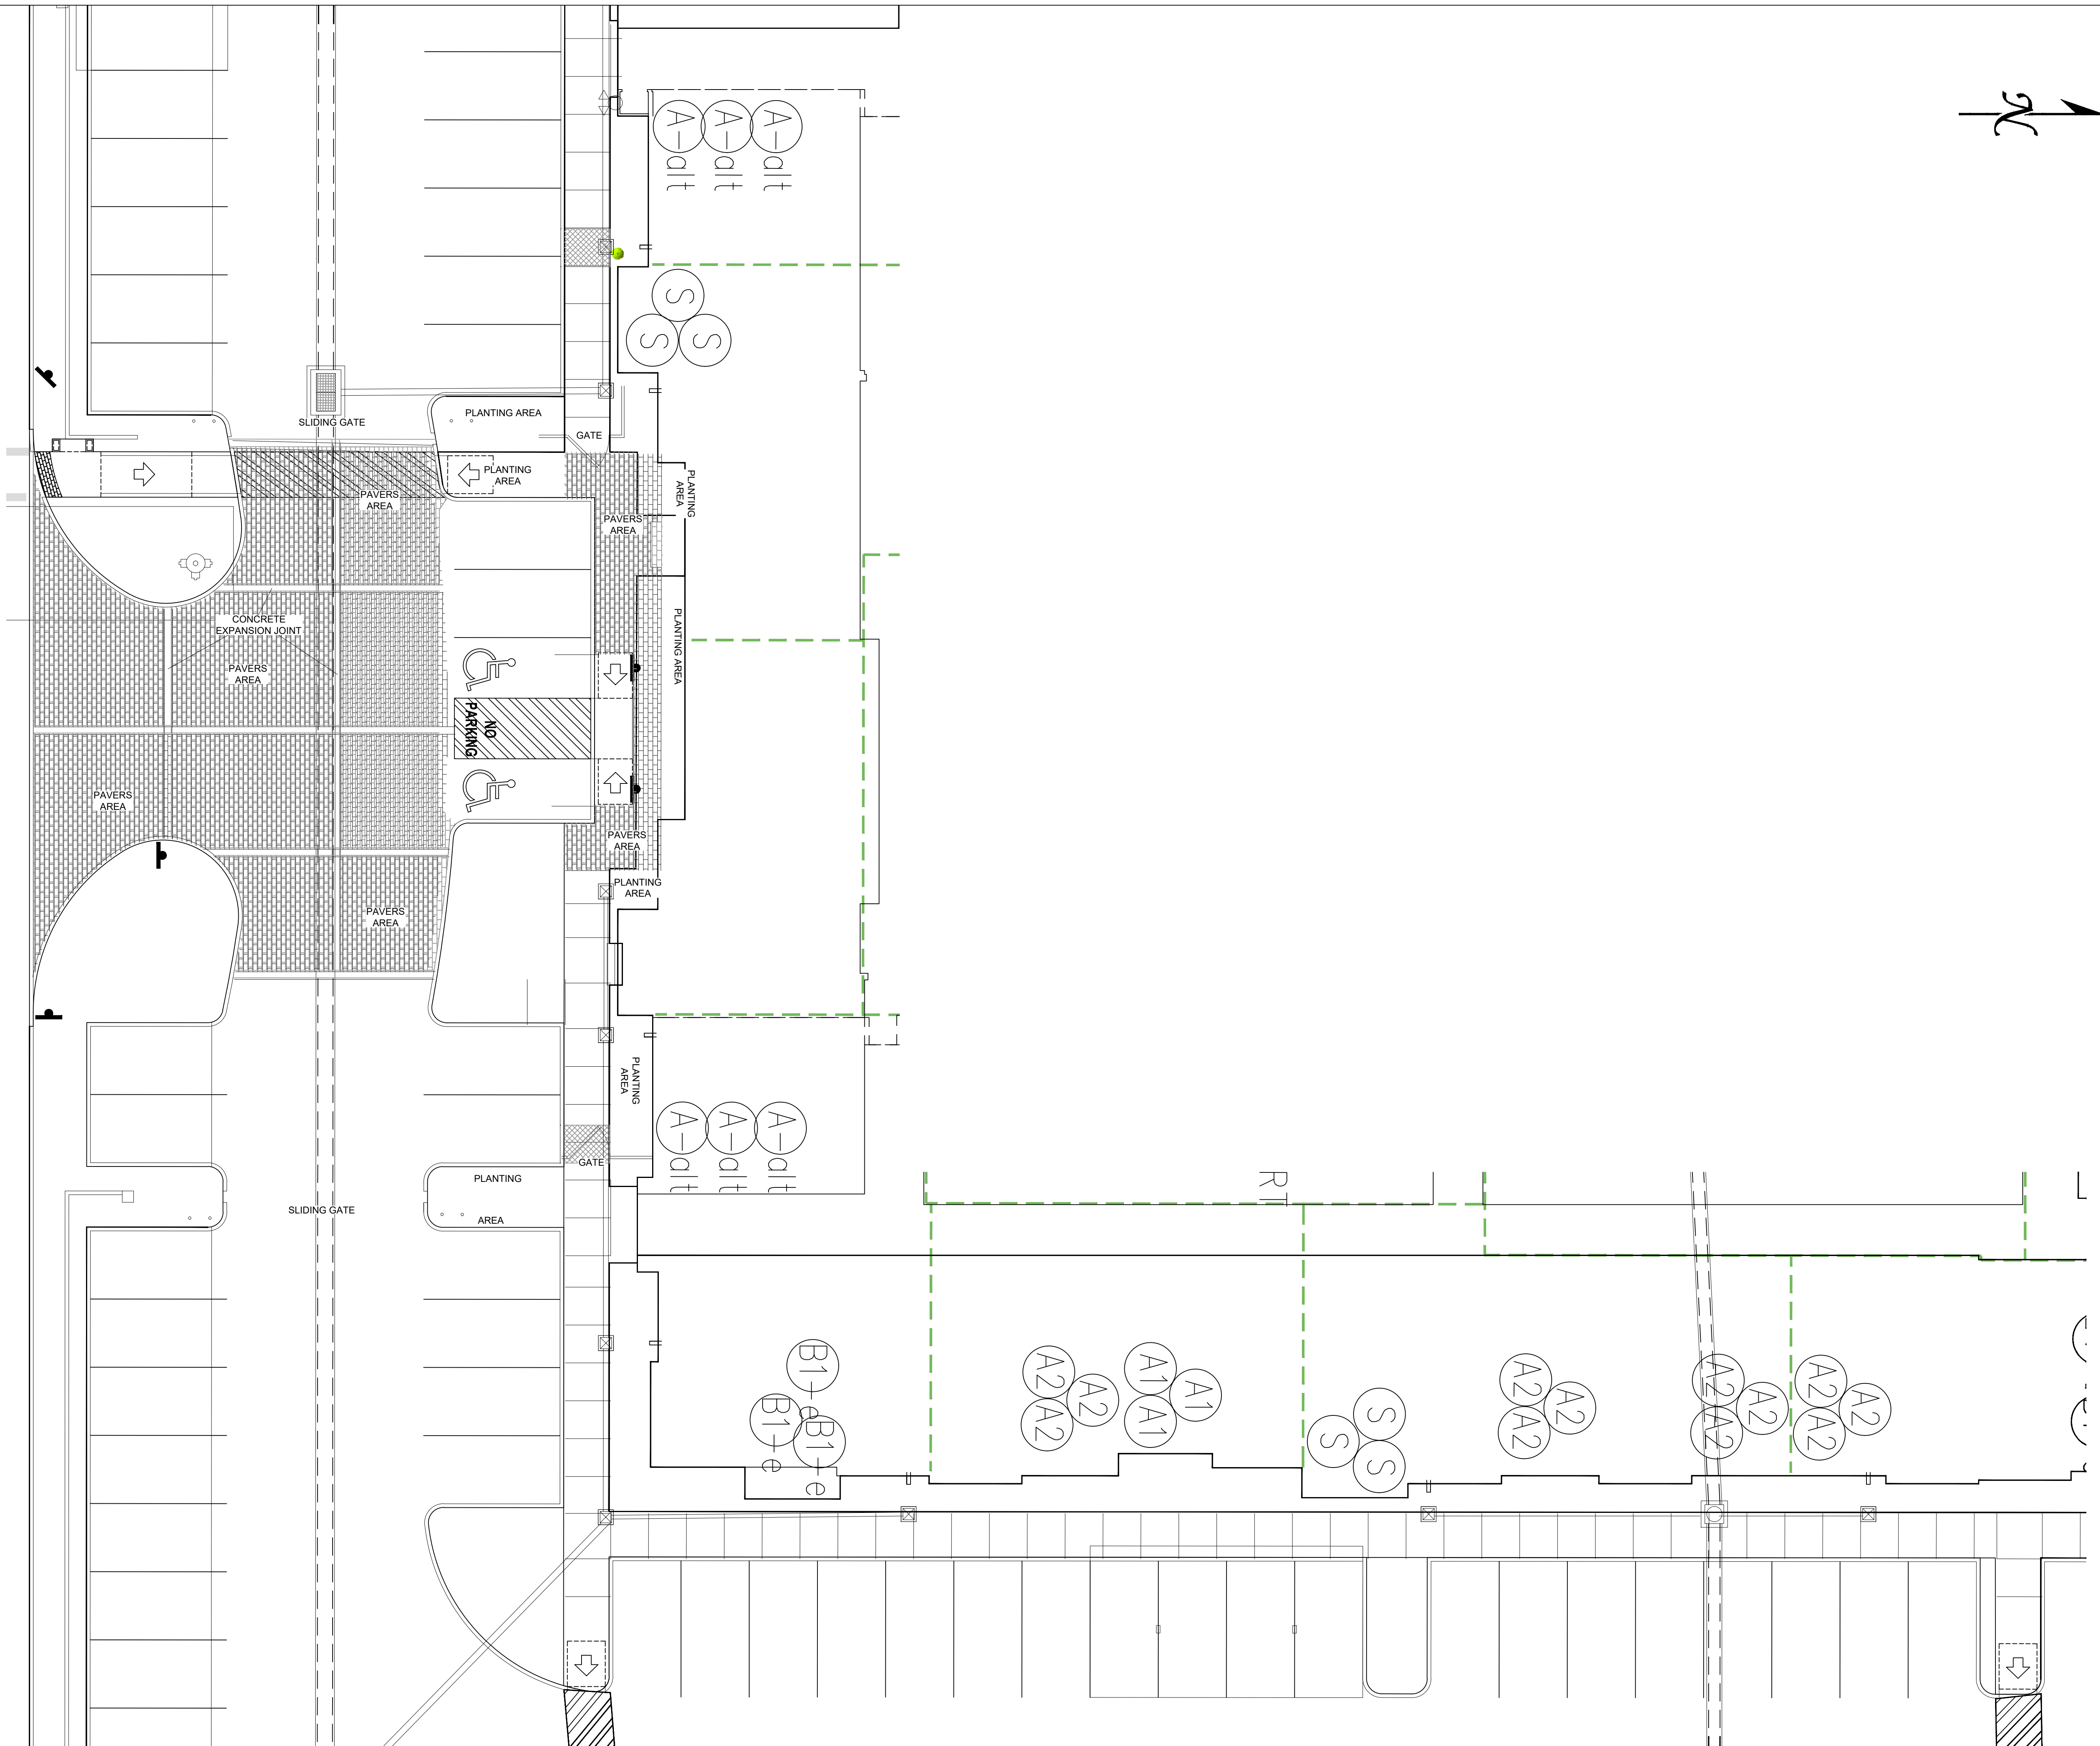 N
A-alt
A-alt
A-alt
S
S
S
PLANTING AREA
SLIDING GATE
GATE
PLANTING
AREA
PLANTING
AREA
PAVERS
AREA
PAVERS
AREA
CONCRETE
EXPANSION JOINT
PAVERS
AREA
PLANTING AREA
NO
PARKING
PAVERS
AREA
PAVERS
AREA
PLANTING
AREA
PAVERS
AREA
PLANTING
AREA
A-alt
A-alt
A-alt
GATE
PLANTING
AREA
SLIDING GATE
RI
B1-e
B1-e
B1-e
A2
A2
A2
A1
A1
A1
S
S
S
A2
A2
A2
A2
A2
A2
A2
A2
A2